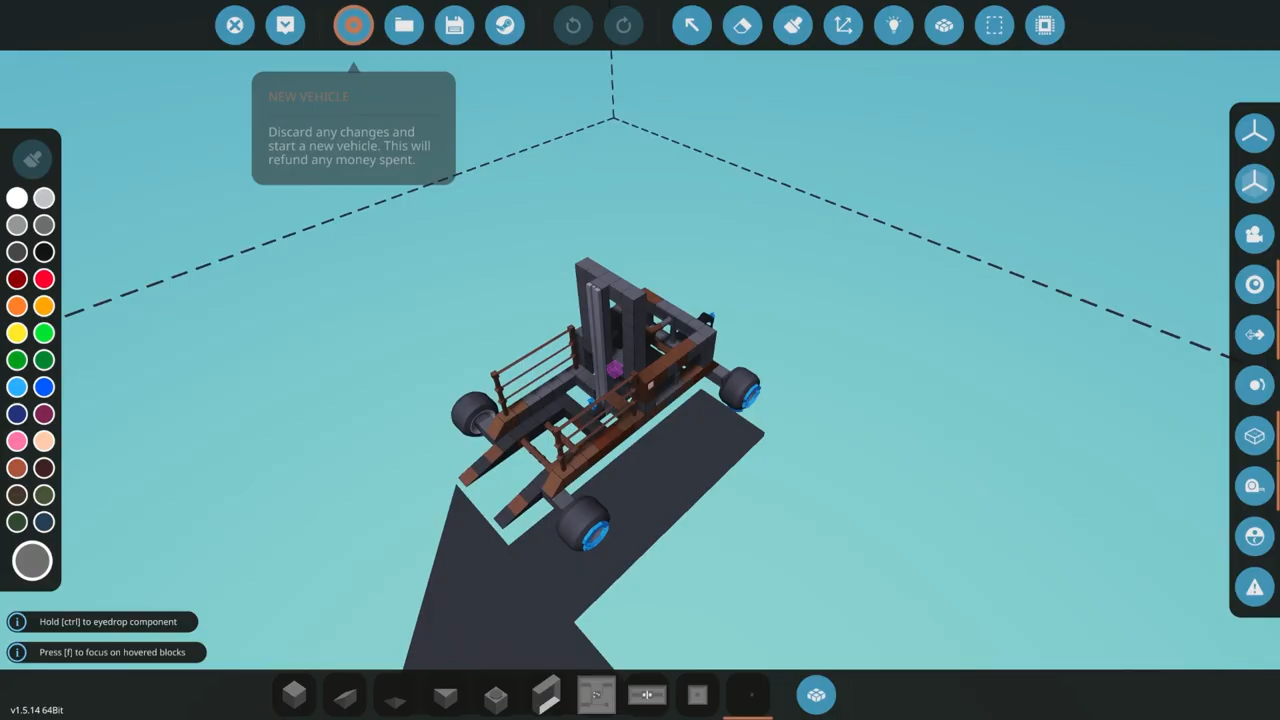 NEW VEHICLE
Discard any changes and
start a new vehicle. This will
refund any money spent.
Hold [ctrl] to eyedrop component
Press [f] to focus on hovered blocks
v1.5.14 64Bit